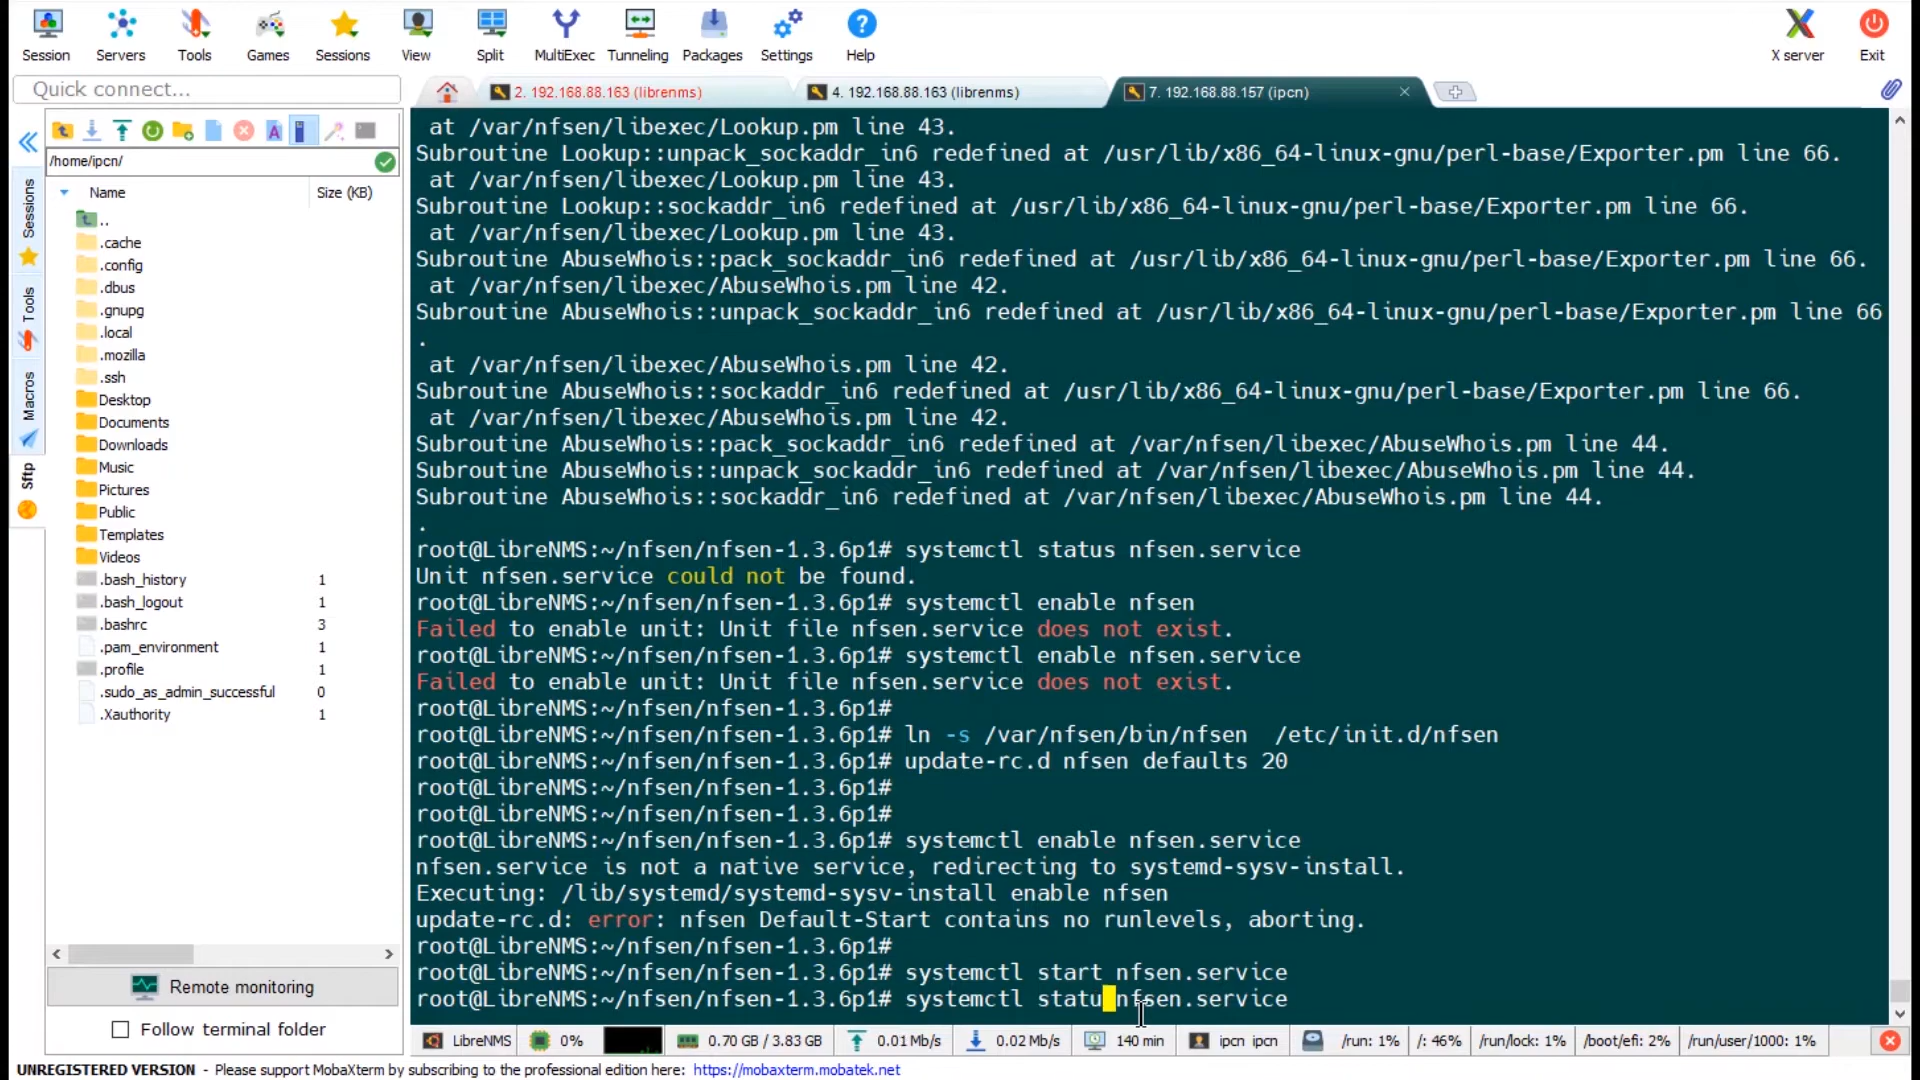 Session
Servers
Tools
Games
Sessions
View
Split
MultiExec
Tunneling
Packages
Settings
Help
X server
Exit
Quick connect...
2. 192.168.88.163 (librenms)
4. 192.168.88.163 (librenms)
7. 192.168.88.157 (ipcn)
Sessions
Tools
Macros
Sftp
/home/ipcn/
Name
Size (KB)
..
.cache
.config
.dbus
.gnupg
.local
.mozilla
.ssh
Desktop
Documents
Downloads
Music
Pictures
Public
Templates
Videos
.bash_history 1
.bash_logout 1
.bashrc 3
.pam_environment 1
.profile 1
.sudo_as_admin_successful 0
.Xauthority 1
Remote monitoring
Follow terminal folder
at /var/nfsen/libexec/Lookup.pm line 43.
Subroutine Lookup::unpack_sockaddr_in6 redefined at /usr/lib/x86_64-linux-gnu/perl-base/Exporter.pm line 66.
at /var/nfsen/libexec/Lookup.pm line 43.
Subroutine Lookup::sockaddr_in6 redefined at /usr/lib/x86_64-linux-gnu/perl-base/Exporter.pm line 66.
at /var/nfsen/libexec/Lookup.pm line 43.
Subroutine AbuseWhois::pack_sockaddr_in6 redefined at /usr/lib/x86_64-linux-gnu/perl-base/Exporter.pm line 66.
at /var/nfsen/libexec/AbuseWhois.pm line 42.
Subroutine AbuseWhois::unpack_sockaddr_in6 redefined at /usr/lib/x86_64-linux-gnu/perl-base/Exporter.pm line 66
.
at /var/nfsen/libexec/AbuseWhois.pm line 42.
Subroutine AbuseWhois::sockaddr_in6 redefined at /usr/lib/x86_64-linux-gnu/perl-base/Exporter.pm line 66.
at /var/nfsen/libexec/AbuseWhois.pm line 42.
Subroutine AbuseWhois::pack_sockaddr_in6 redefined at /var/nfsen/libexec/AbuseWhois.pm line 44.
Subroutine AbuseWhois::unpack_sockaddr_in6 redefined at /var/nfsen/libexec/AbuseWhois.pm line 44.
Subroutine AbuseWhois::sockaddr_in6 redefined at /var/nfsen/libexec/AbuseWhois.pm line 44.
.
root@LibreNMS:~/nfsen/nfsen-1.3.6p1# systemctl status nfsen.service
Unit nfsen.service could not be found.
root@LibreNMS:~/nfsen/nfsen-1.3.6p1# systemctl enable nfsen
Failed to enable unit: Unit file nfsen.service does not exist.
root@LibreNMS:~/nfsen/nfsen-1.3.6p1# systemctl enable nfsen.service
Failed to enable unit: Unit file nfsen.service does not exist.
root@LibreNMS:~/nfsen/nfsen-1.3.6p1#
root@LibreNMS:~/nfsen/nfsen-1.3.6p1# ln -s /var/nfsen/bin/nfsen  /etc/init.d/nfsen
root@LibreNMS:~/nfsen/nfsen-1.3.6p1# update-rc.d nfsen defaults 20
root@LibreNMS:~/nfsen/nfsen-1.3.6p1#
root@LibreNMS:~/nfsen/nfsen-1.3.6p1#
root@LibreNMS:~/nfsen/nfsen-1.3.6p1# systemctl enable nfsen.service
nfsen.service is not a native service, redirecting to systemd-sysv-install.
Executing: /lib/systemd/systemd-sysv-install enable nfsen
update-rc.d: error: nfsen Default-Start contains no runlevels, aborting.
root@LibreNMS:~/nfsen/nfsen-1.3.6p1#
root@LibreNMS:~/nfsen/nfsen-1.3.6p1# systemctl start nfsen.service
root@LibreNMS:~/nfsen/nfsen-1.3.6p1# systemctl statu nfsen.service
LibreNMS 0% 0.70 GB / 3.83 GB 0.01 Mb/s 0.02 Mb/s 140 min ipcn ipcn /run: 1% /: 46% /run/lock: 1% /boot/efi: 2% /run/user/1000: 1%
UNREGISTERED VERSION - Please support MobaXterm by subscribing to the professional edition here: https://mobaxterm.mobatek.net